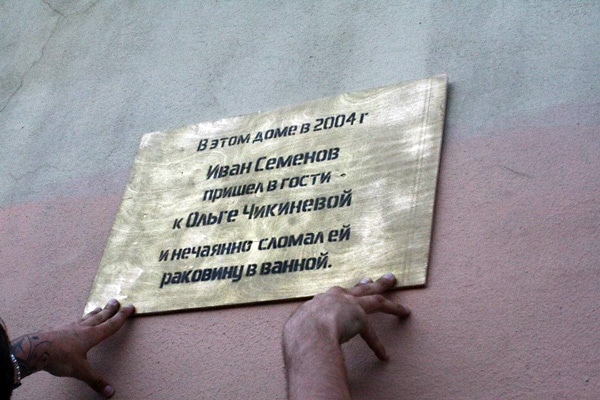 В этом доме в 2004 г
Иван Семенов
пришел в гости
к Ольге Чикиневой
и нечаянно сломал ей
раковину в ванной.